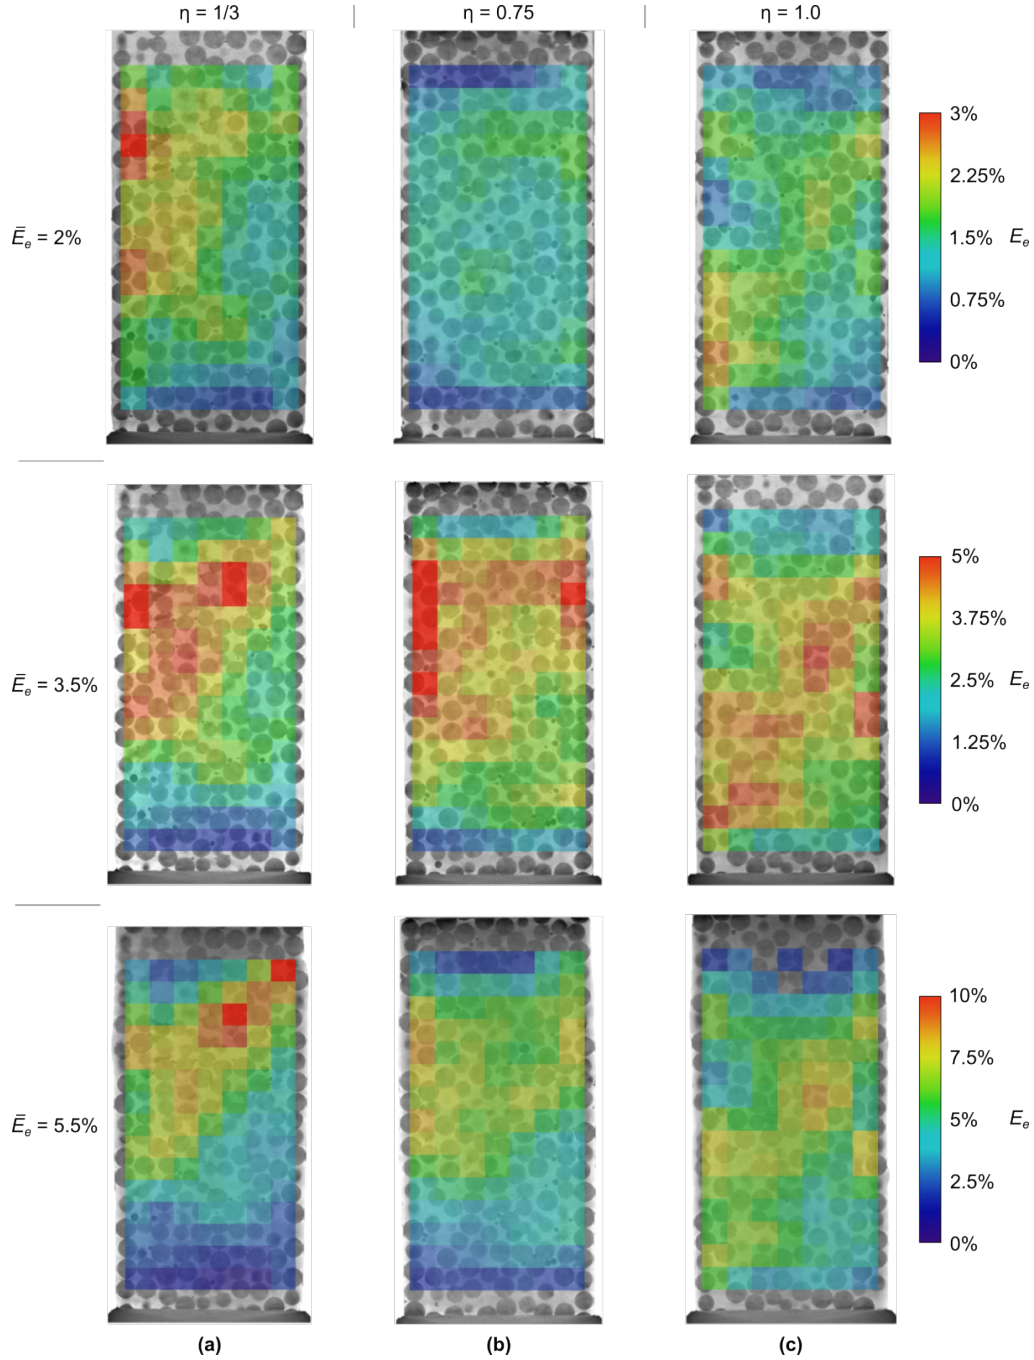 η = 1/3
η = 0.75
η = 1.0
Ē_e = 2%
3%
2.25%
1.5%
0.75%
0%
E_e
Ē_e = 3.5%
5%
3.75%
2.5%
1.25%
0%
E_e
Ē_e = 5.5%
10%
7.5%
5%
2.5%
0%
E_e
(a)
(b)
(c)